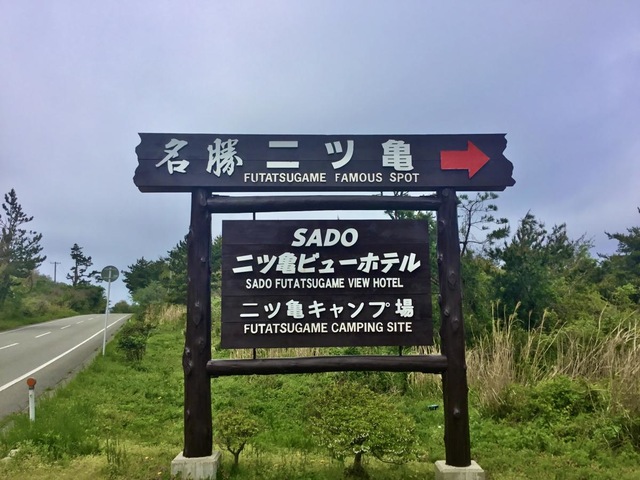 名勝 二ツ亀
FUTATSUGAME FAMOUS SPOT
SADO
二ツ亀ビューホテル
SADO FUTATSUGAME VIEW HOTEL
二ツ亀キャンプ場
FUTATSUGAME CAMPING SITE